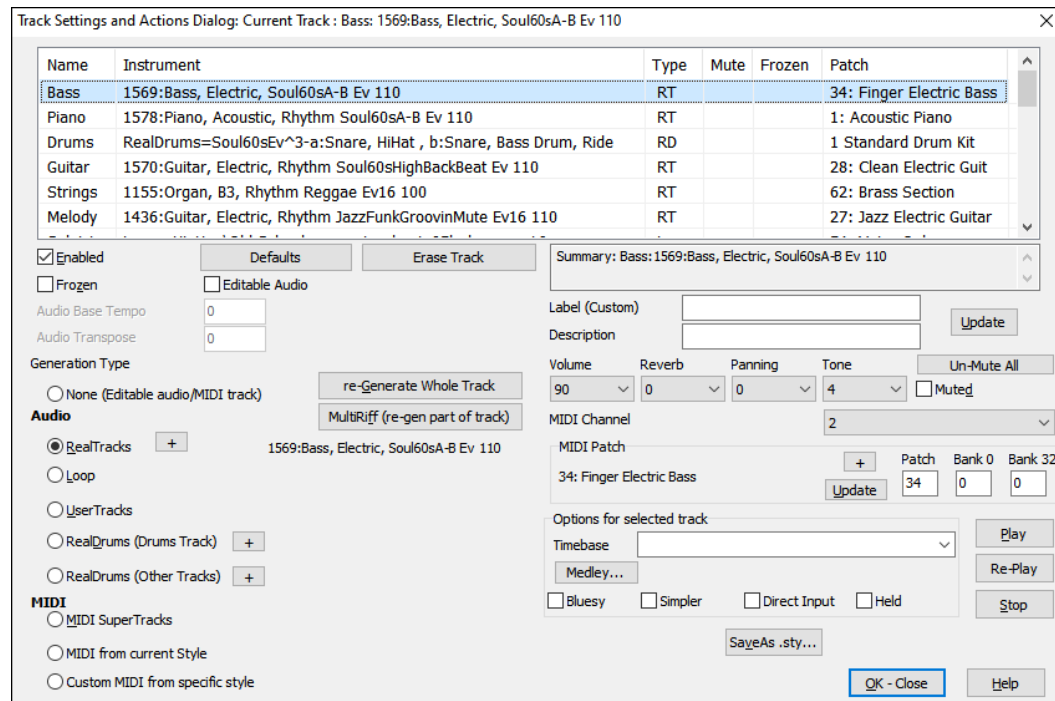 Track Settings and Actions Dialog: Current Track : Bass: 1569:Bass, Electric, Soul60sA-B Ev 110
Name Instrument Type Mute Frozen Patch
Bass 1569:Bass, Electric, Soul60sA-B Ev 110 RT 34: Finger Electric Bass
Piano 1578:Piano, Acoustic, Rhythm Soul60sA-B Ev 110 RT 1: Acoustic Piano
Drums RealDrums=Soul60sEv^3-a:Snare, HiHat , b:Snare, Bass Drum, Ride RD 1 Standard Drum Kit
Guitar 1570:Guitar, Electric, Rhythm Soul60sHighBackBeat Ev 110 RT 28: Clean Electric Guit
Strings 1155:Organ, B3, Rhythm Reggae Ev16 100 RT 62: Brass Section
Melody 1436:Guitar, Electric, Rhythm JazzFunkGroovinMute Ev16 110 RT 27: Jazz Electric Guitar
Enabled Defaults Erase Track Summary: Bass:1569:Bass, Electric, Soul60sA-B Ev 110
Frozen Editable Audio
Audio Base Tempo 0 Label (Custom)
Update
Audio Transpose 0 Description
Generation Type Volume Reverb Panning Tone Un-Mute All
None (Editable audio/MIDI track) re-Generate Whole Track 90 0 0 4 Muted
Audio MultiRiff (re-gen part of track) MIDI Channel 2
RealTracks + 1569:Bass, Electric, Soul60sA-B Ev 110 MIDI Patch
+ Patch Bank 0 Bank 32
Loop 34: Finger Electric Bass Update 34 0 0
UserTracks Options for selected track
RealDrums (Drums Track) + Timebase Play
RealDrums (Other Tracks) + Medley... Re-Play
MIDI Bluesy Simpler Direct Input Held Stop
MIDI SuperTracks
SaveAs .sty...
MIDI from current Style
Custom MIDI from specific style OK - Close Help